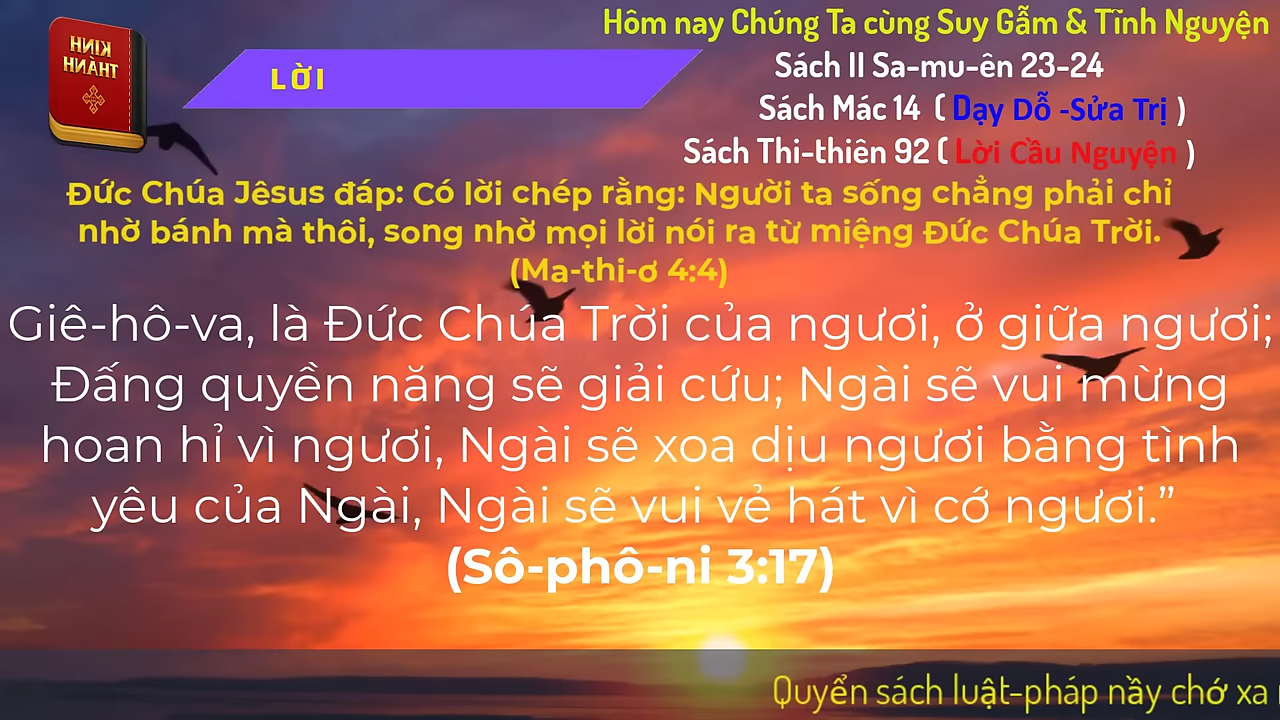 KINH
THÁNH
LỜI
Hôm nay Chúng Ta cùng Suy Gẫm & Tĩnh Nguyện
Sách II Sa-mu-ên 23-24
Sách Mác 14 ( Dạy Dỗ -Sửa Trị )
Sách Thi-thiên 92 ( Lời Cầu Nguyện )
Đức Chúa Jêsus đáp: Có lời chép rằng: Người ta sống chẳng phải chỉ
nhờ bánh mà thôi, song nhờ mọi lời nói ra từ miệng Đức Chúa Trời.
(Ma-thi-ơ 4:4)
Giê-hô-va, là Đức Chúa Trời của ngươi, ở giữa ngươi;
Đấng quyền năng sẽ giải cứu; Ngài sẽ vui mừng
hoan hỉ vì ngươi, Ngài sẽ xoa dịu ngươi bằng tình
yêu của Ngài, Ngài sẽ vui vẻ hát vì cớ ngươi.”
(Sô-phô-ni 3:17)
Quyển sách luật-pháp nầy chớ xa